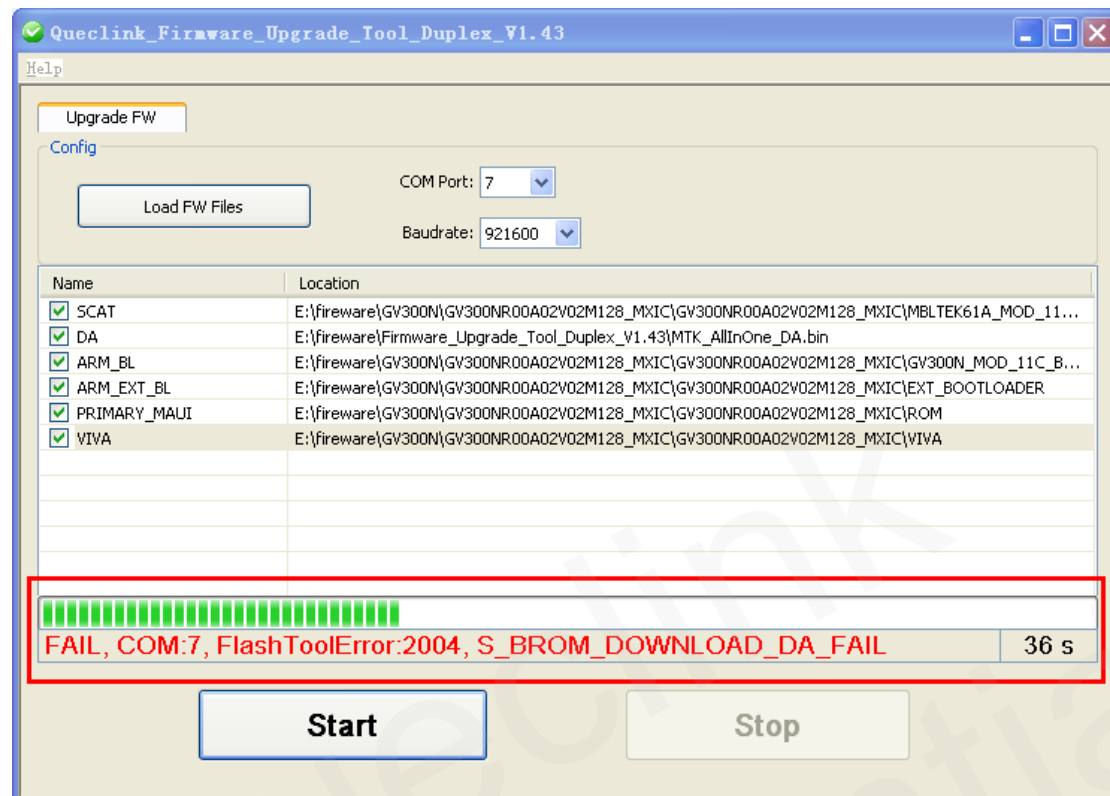 Queclink_Firmware_Upgrade_Tool_Duplex_V1.43
Help
Upgrade FW
Config
Load FW Files
COM Port: 7
Baudrate: 921600
Name Location
SCAT E:\fireware\GV300N\GV300NR00A02V02M128_MXIC\GV300NR00A02V02M128_MXIC\MBLTEK61A_MOD_11...
DA E:\fireware\Firmware_Upgrade_Tool_Duplex_V1.43\MTK_AllInOne_DA.bin
ARM_BL E:\fireware\GV300N\GV300NR00A02V02M128_MXIC\GV300NR00A02V02M128_MXIC\GV300N_MOD_11C_B...
ARM_EXT_BL E:\fireware\GV300N\GV300NR00A02V02M128_MXIC\GV300NR00A02V02M128_MXIC\EXT_BOOTLOADER
PRIMARY_MAUI E:\fireware\GV300N\GV300NR00A02V02M128_MXIC\GV300NR00A02V02M128_MXIC\ROM
VIVA E:\fireware\GV300N\GV300NR00A02V02M128_MXIC\GV300NR00A02V02M128_MXIC\VIVA
FAIL, COM:7, FlashToolError:2004, S_BROM_DOWNLOAD_DA_FAIL 36 s
Start Stop